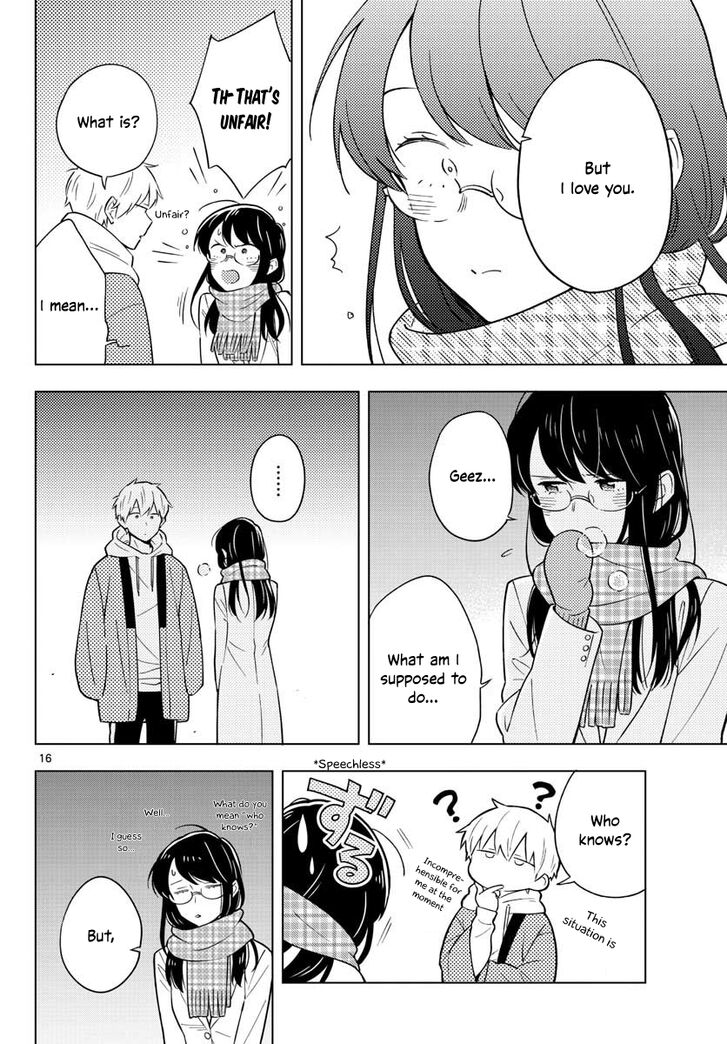 But
I love you.
Th- That's
unfair!
What is?
Unfair?
I mean...
Geez...
What am I
supposed to
do...
......
16
*Speechless*
Who
knows?
This
situation is
Incompre-
hensible for
me at the
moment
?
?
ずる
What do you
mean "who
knows?"
Well...
I guess
so...
But,